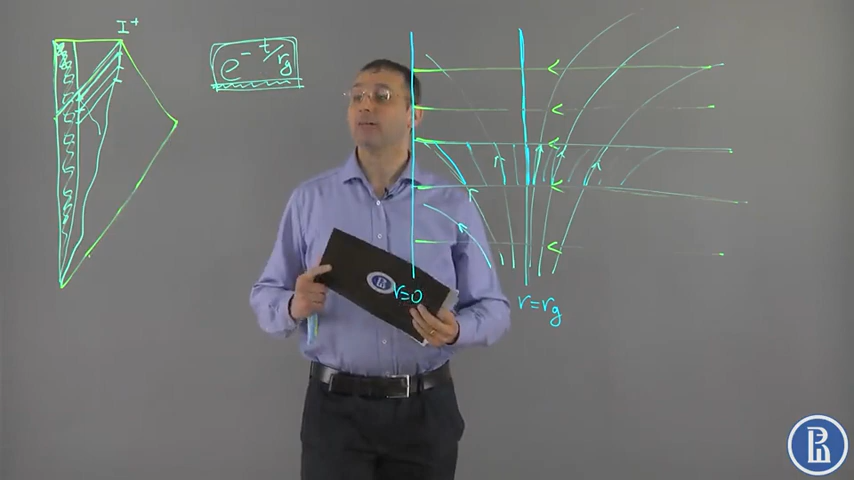 I⁺
e^{-t/r_g}
r=0
r=r_g